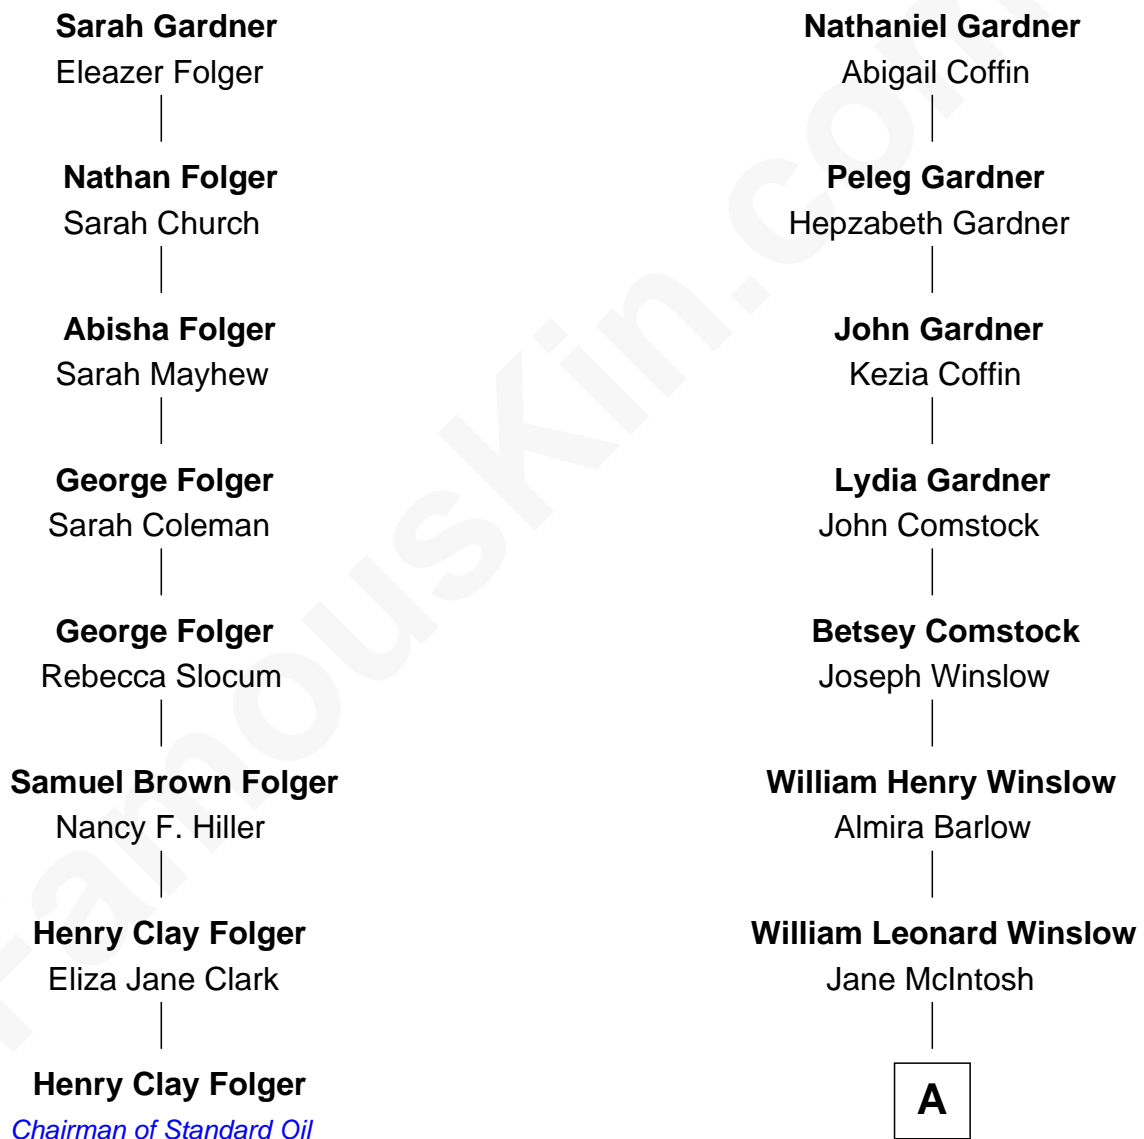 Sarah Gardner
Eleazer Folger
Nathan Folger
Sarah Church
Abisha Folger
Sarah Mayhew
George Folger
Sarah Coleman
George Folger
Rebecca Slocum
Samuel Brown Folger
Nancy F. Hiller
Henry Clay Folger
Eliza Jane Clark
Henry Clay Folger
Chairman of Standard Oil
Nathaniel Gardner
Abigail Coffin
Peleg Gardner
Hepzabeth Gardner
John Gardner
Kezia Coffin
Lydia Gardner
John Comstock
Betsey Comstock
Joseph Winslow
William Henry Winslow
Almira Barlow
William Leonard Winslow
Jane McIntosh
A
FamousKin.com